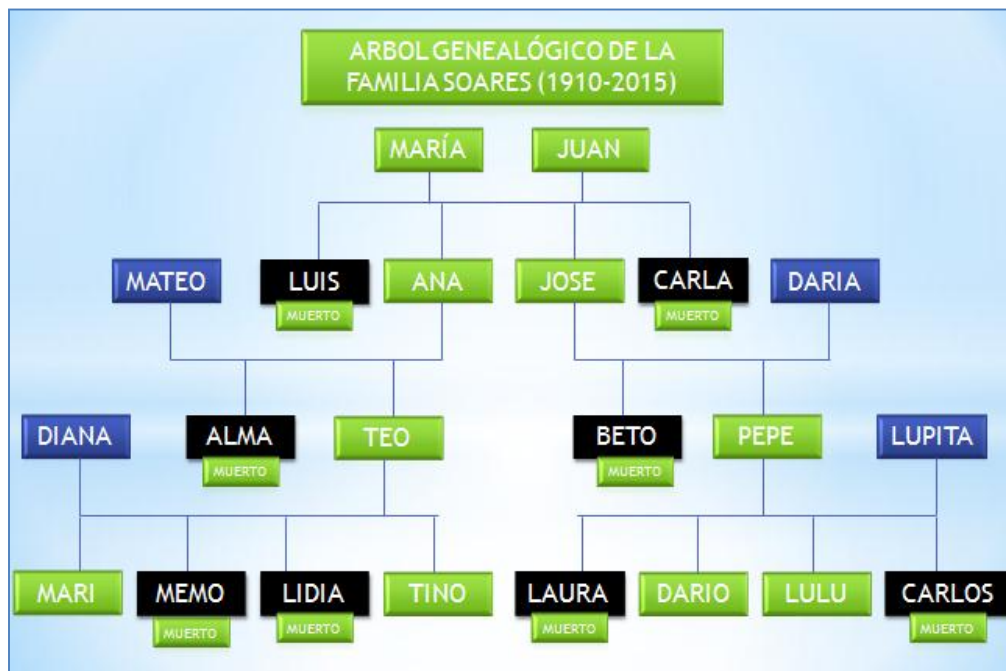 ARBOL GENEALÓGICO DE LA
FAMILIA SOARES (1910-2015)
MARÍA
JUAN
MATEO
LUIS
MUERTO
ANA
JOSE
CARLA
MUERTO
DARIA
DIANA
ALMA
MUERTO
TEO
BETO
MUERTO
PEPE
LUPITA
MARI
MEMO
MUERTO
LIDIA
MUERTO
TINO
LAURA
MUERTO
DARIO
LULU
CARLOS
MUERTO